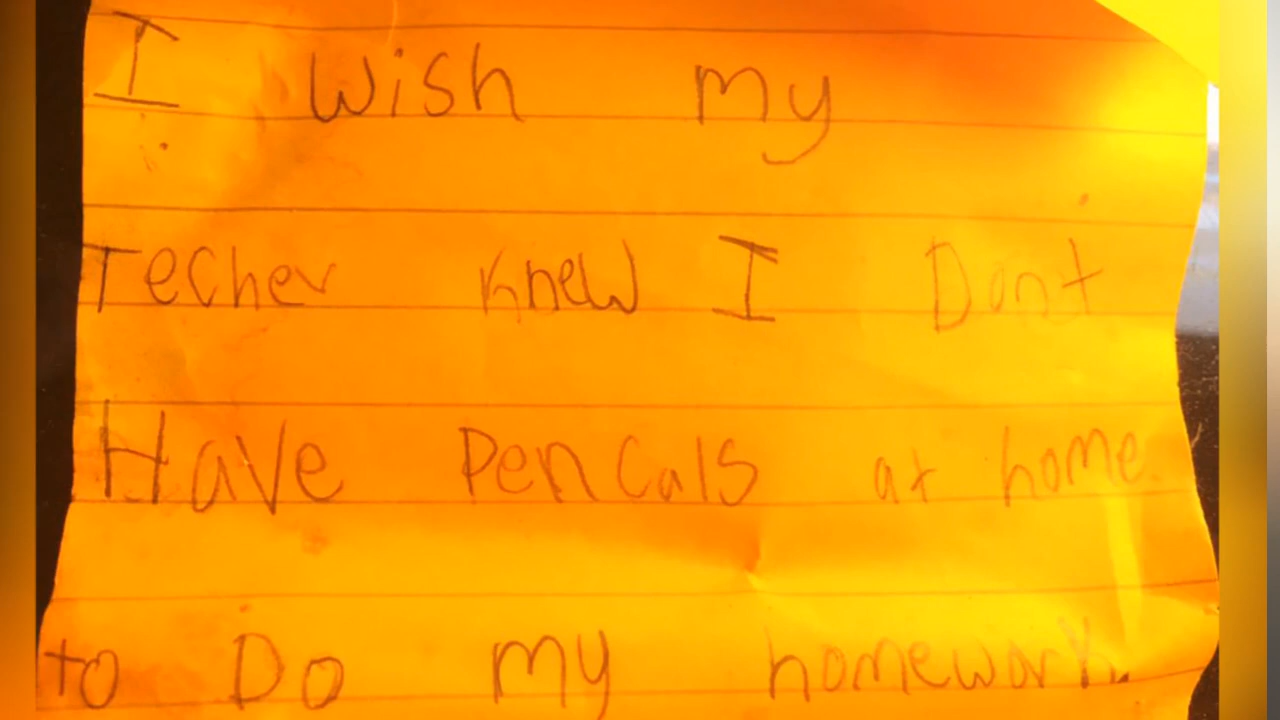 I wish my
Techer knew I Dont
Have Pencals at home
to Do my homework.